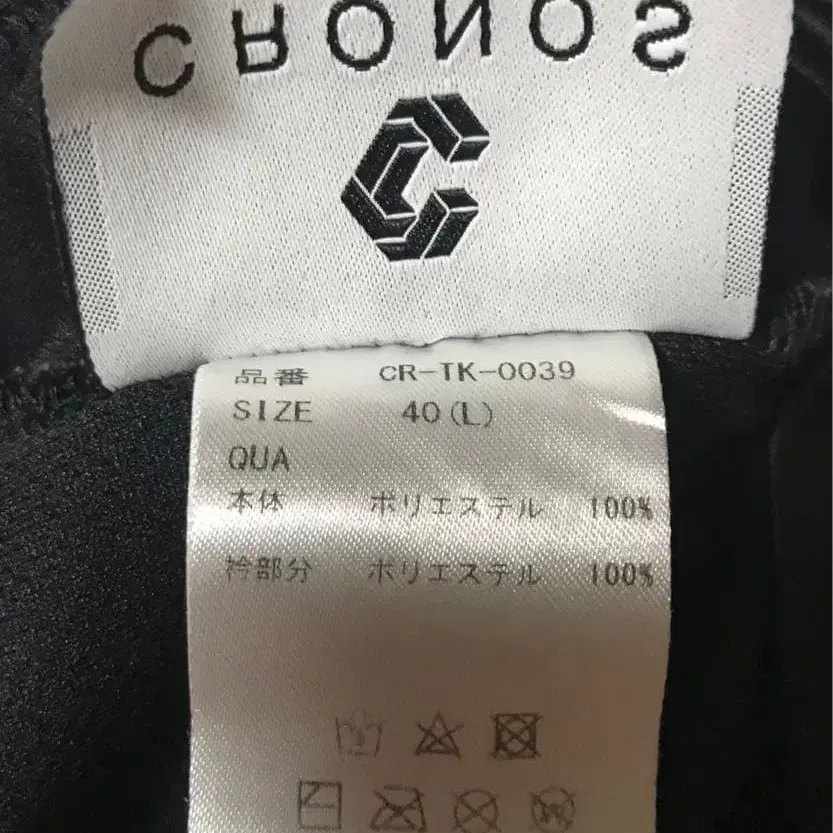 CRONOS
品番 CR-TK-0039
SIZE 40(L)
QUA
本体 ポリエステル 100%
衿部分 ポリエステル 100%